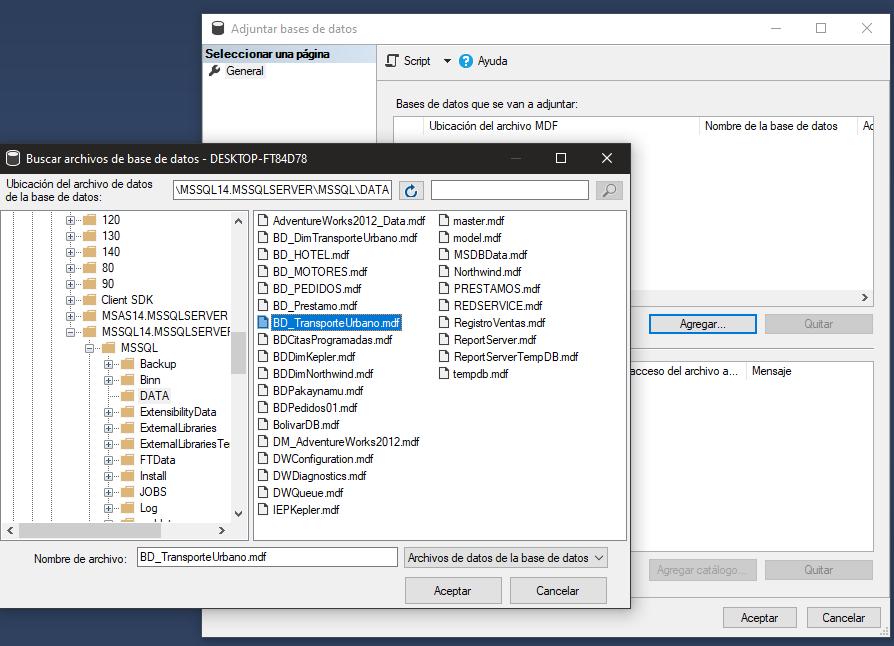 Adjuntar bases de datos
Seleccionar una página
General
Script
Ayuda
Bases de datos que se van a adjuntar:
Ubicación del archivo MDF
Nombre de la base de datos
Agregar...
Quitar
acceso del archivo a...
Mensaje
Agregar catálogo...
Quitar
Aceptar
Cancelar
Buscar archivos de base de datos - DESKTOP-FT84D78
Ubicación del archivo de datos
de la base de datos:
\MSSQL14.MSSQLSERVER\MSSQL\DATA
120
130
140
80
90
Client SDK
MSAS14.MSSQLSERVER
MSSQL14.MSSQLSERVER
MSSQL
Backup
Binn
DATA
ExtensibilityData
ExternalLibraries
ExternalLibrariesTe
FTData
Install
JOBS
Log
AdventureWorks2012_Data.mdf
BD_DimTransporteUrbano.mdf
BD_HOTEL.mdf
BD_MOTORES.mdf
BD_PEDIDOS.mdf
BD_Prestamo.mdf
BD_TransporteUrbano.mdf
BDCitasProgramadas.mdf
BDDimKepler.mdf
BDDimNorthwind.mdf
BDPakaynamu.mdf
BDPedidos01.mdf
BolivarDB.mdf
DM_AdventureWorks2012.mdf
DWConfiguration.mdf
DWDiagnostics.mdf
DWQueue.mdf
IEPKepler.mdf
master.mdf
model.mdf
MSDBData.mdf
Northwind.mdf
PRESTAMOS.mdf
REDSERVICE.mdf
RegistroVentas.mdf
ReportServer.mdf
ReportServerTempDB.mdf
tempdb.mdf
Nombre de archivo:
BD_TransporteUrbano.mdf
Archivos de datos de la base de datos
Aceptar
Cancelar